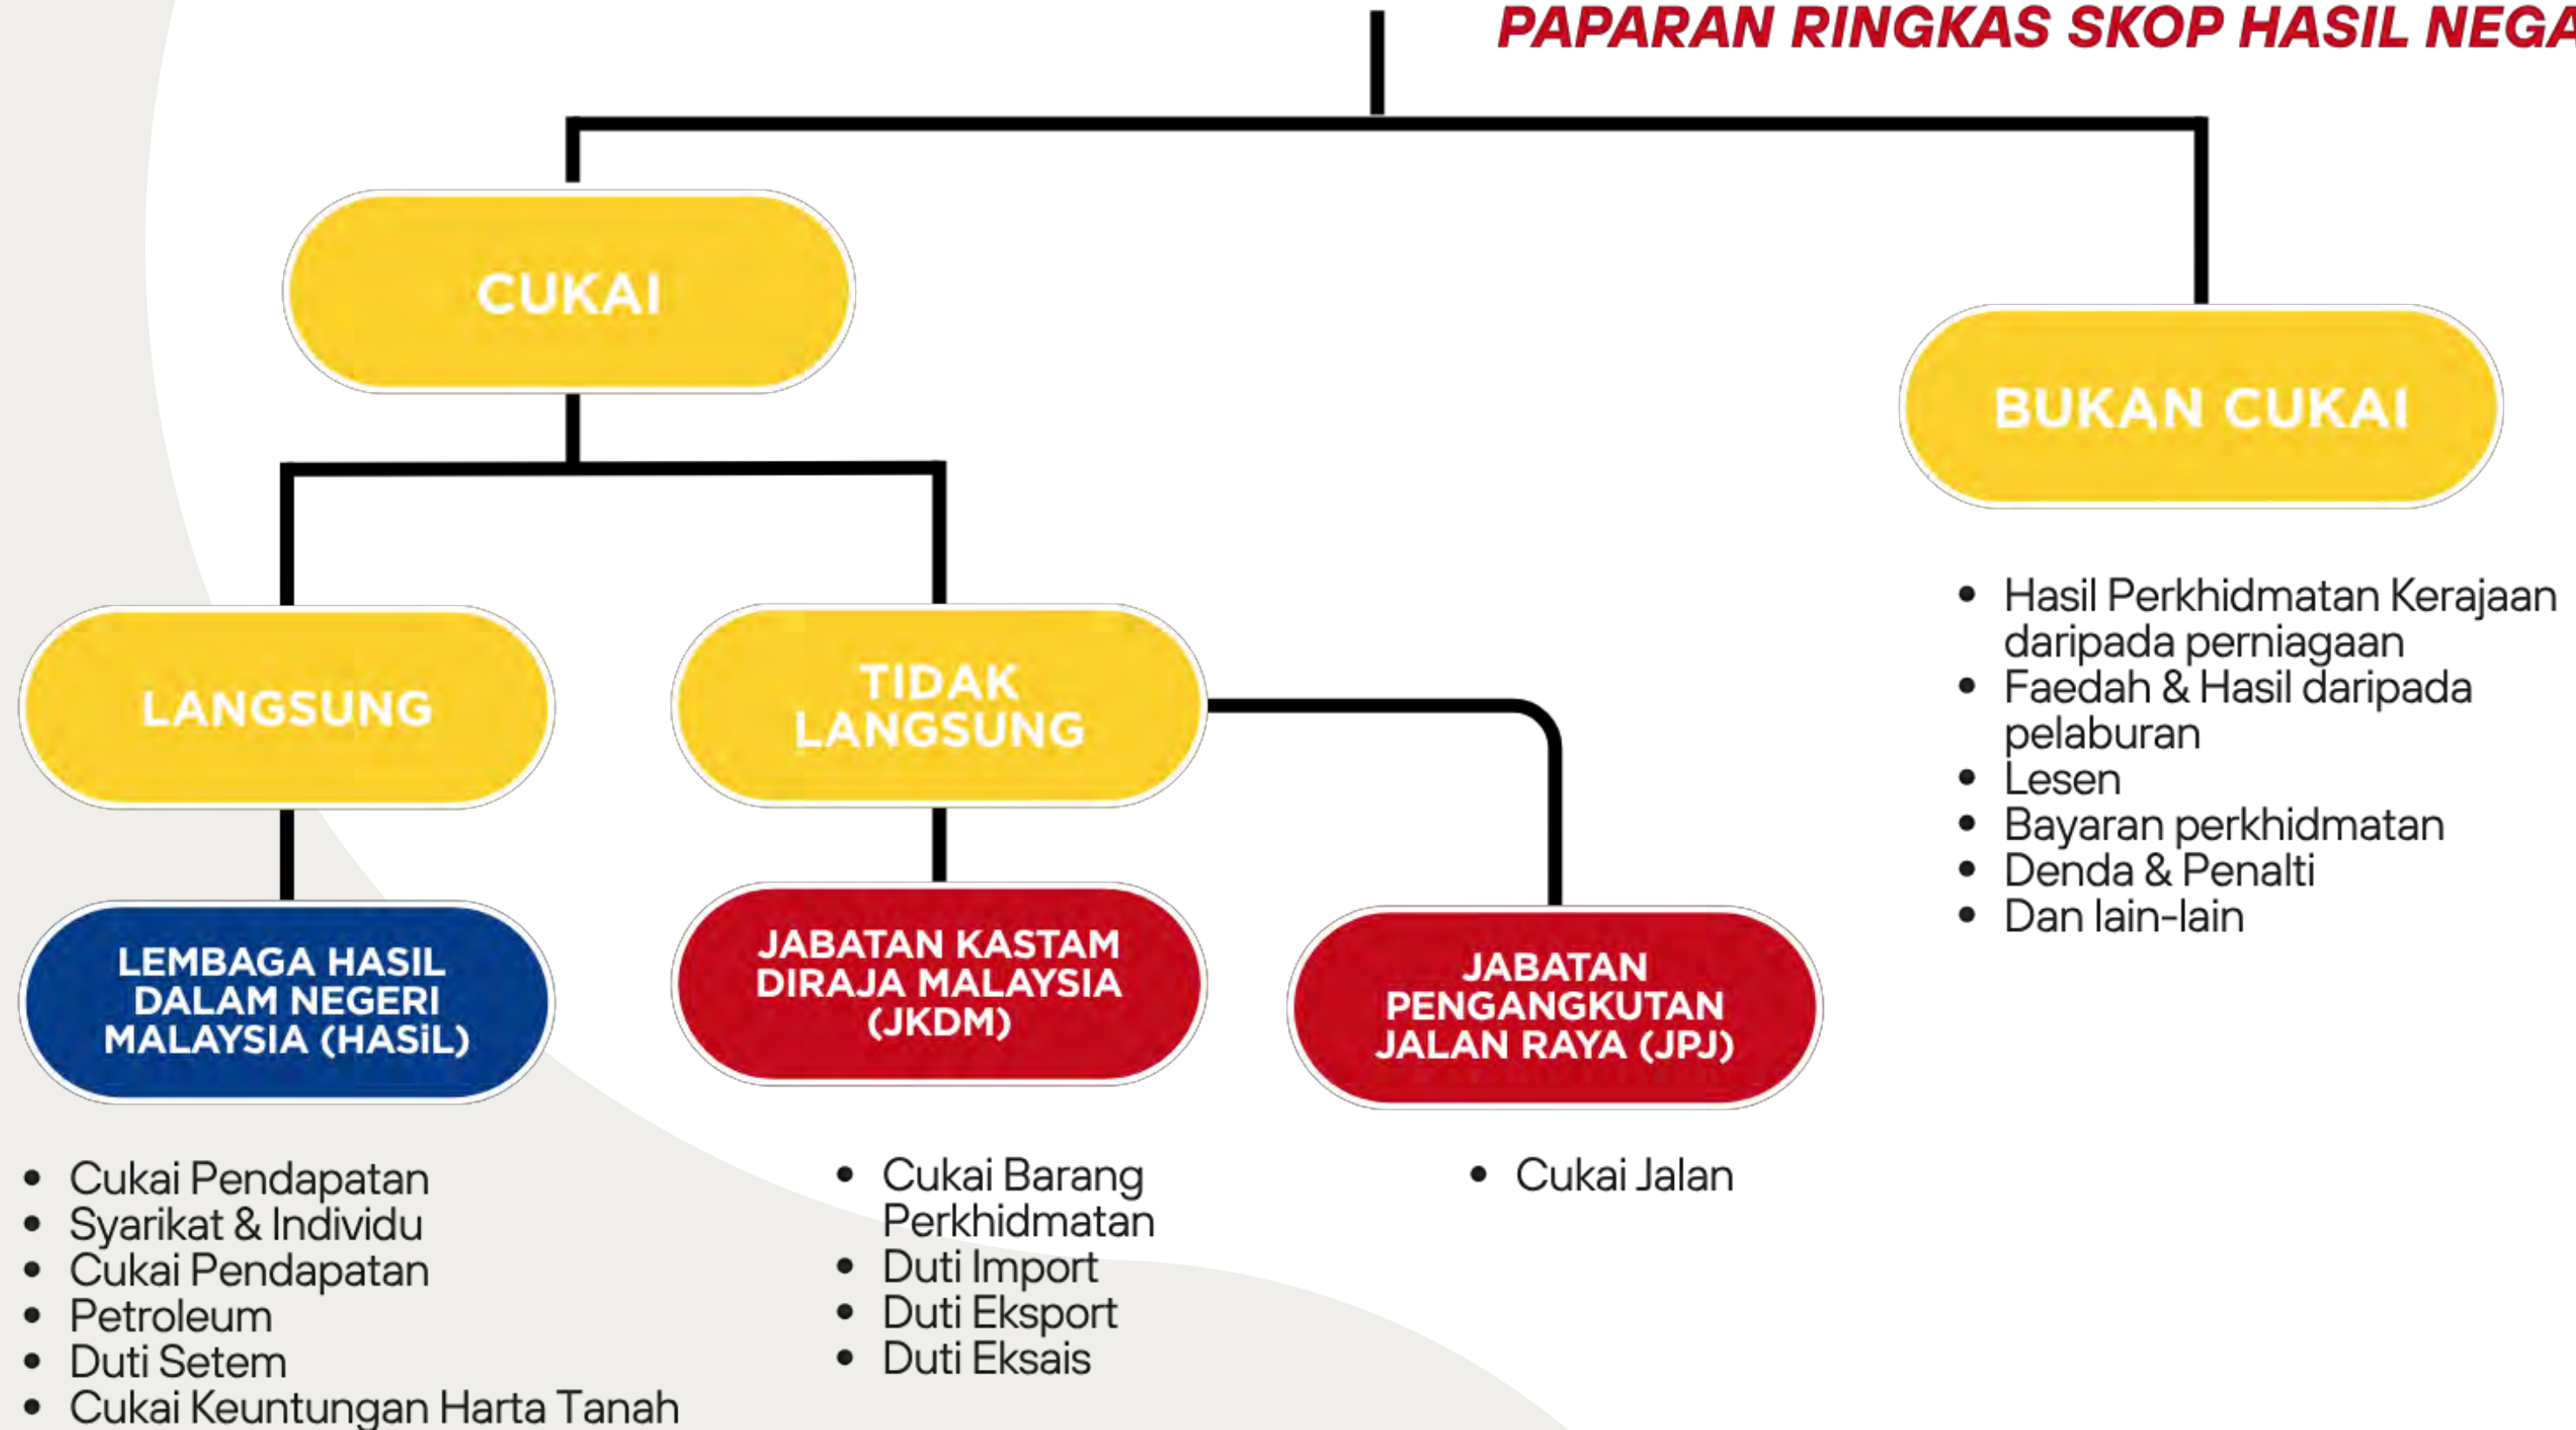 PAPARAN RINGKAS SKOP HASIL
CUKAI
BUKAN CUKAI
LANGSUNG
TIDAK
LANGSUNG
LEMBAGA HASIL
DALAM NEGERI
MALAYSIA (HASiL)
JABATAN KASTAM
DIRAJA MALAYSIA
(JKDM)
JABATAN
PENGANGKUTAN
JALAN RAYA (JPJ)
• Hasil Perkhidmatan Kerajaan
daripada perniagaan
• Faedah & Hasil daripada
pelaburan
• Lesen
• Bayaran perkhidmatan
• Denda & Penalti
• Dan lain-lain
• Cukai Pendapatan
• Syarikat & Individu
• Cukai Pendapatan
• Petroleum
• Duti Setem
• Cukai Keuntungan Harta Tanah
• Cukai Barang
Perkhidmatan
• Duti Import
• Duti Eksport
• Duti Eksais
• Cukai Jalan